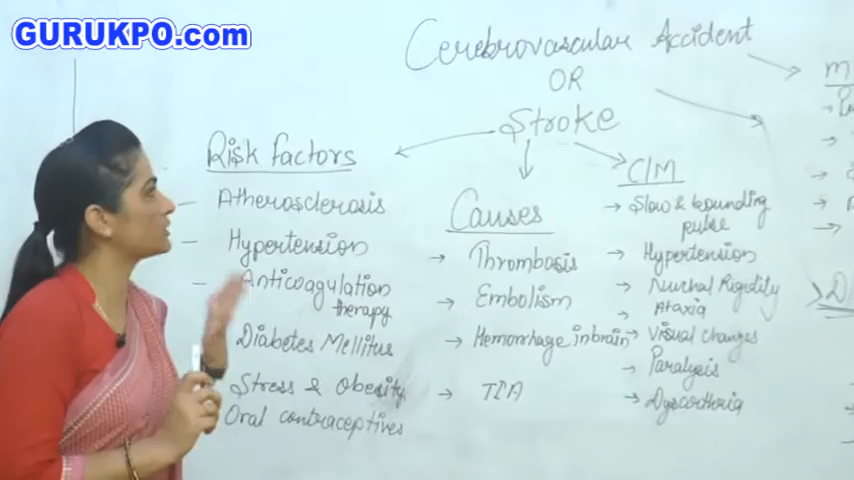 GURUKPO.com
Cerebrovascular Accident
OR
Stroke
Risk Factors
Atherosclerosis
Hypertension
Anticoagulation
therapy
Diabetes Mellitus
Stress & Obesity
Oral contraceptives
Causes
Thrombosis
Embolism
Hemorrhage in brain
TIA
C/M
Slow & bounding
pulse
Hypertension
Nuchal Rigidity
Ataxia
Visual changes
Paralysis
Dysarthria